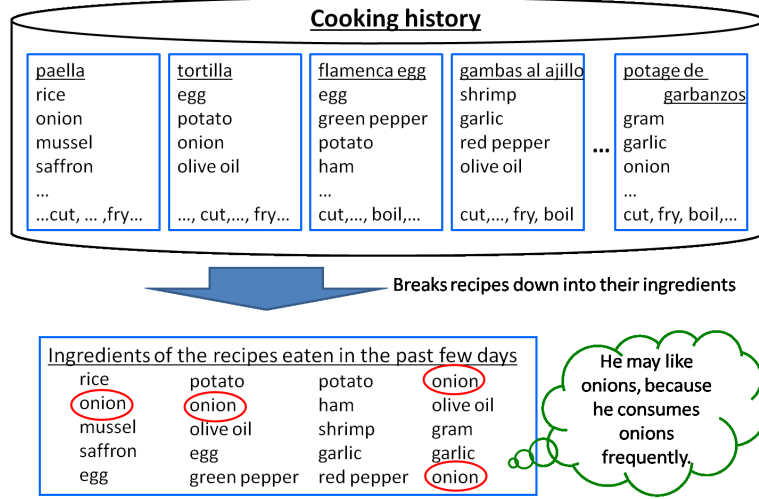 Cooking history
paella
rice
onion
mussel
saffron
...
...cut, ... ,fry...
tortilla
egg
potato
onion
olive oil
..., cut,..., fry...
flamenca egg
egg
green pepper
potato
ham
...
cut,..., boil,...
gambas al ajillo
shrimp
garlic
red pepper
olive oil
cut,..., fry, boil
...
potage de
garbanzos
gram
garlic
onion
...
cut, fry, boil,...
Breaks recipes down into their ingredients
Ingredients of the recipes eaten in the past few days
rice
onion
mussel
saffron
egg
potato
onion
olive oil
egg
green pepper
potato
ham
shrimp
garlic
red pepper
onion
olive oil
gram
garlic
onion
He may like
onions, because
he consumes
onions
frequently.